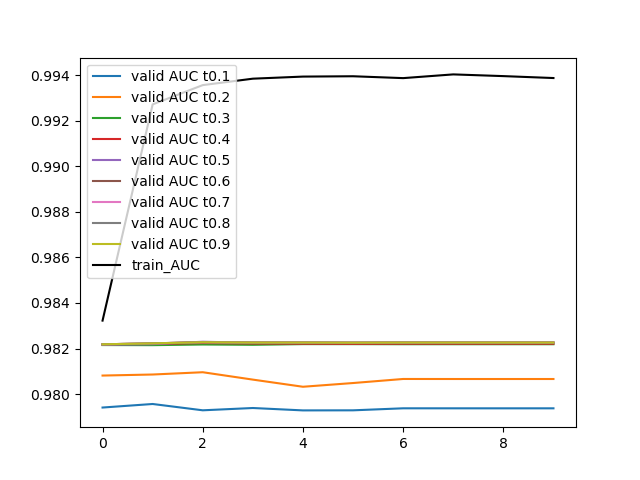 0.994
0.992
0.990
0.988
0.986
0.984
0.982
0.980
valid AUC t0.1
valid AUC t0.2
valid AUC t0.3
valid AUC t0.4
valid AUC t0.5
valid AUC t0.6
valid AUC t0.7
valid AUC t0.8
valid AUC t0.9
train_AUC
0 2 4 6 8